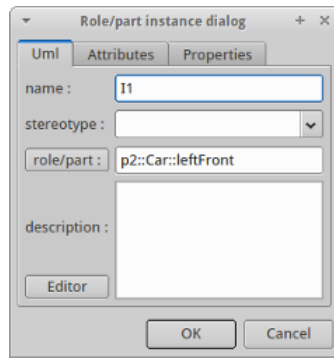 Role/part instance dialog
Uml Attributes Properties
name : I1
stereotype :
role/part : p2::Car::leftFront
description :
Editor
OK Cancel